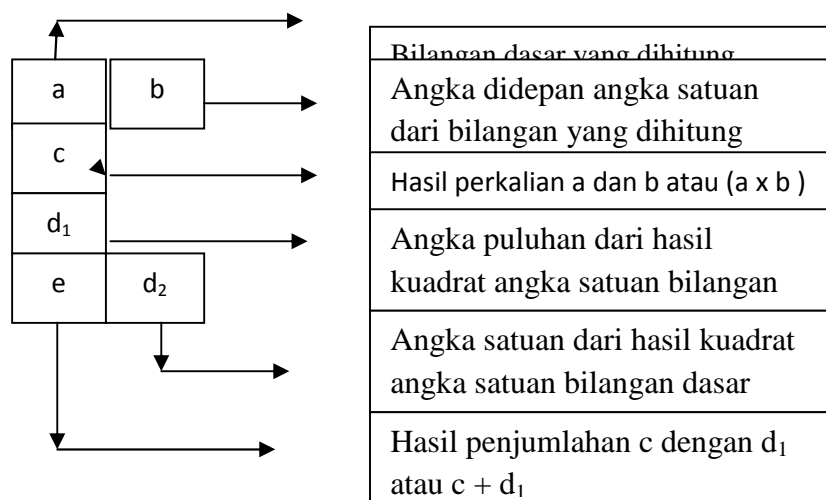 Bilangan dasar yang dihitung
a b
Angka didepan angka satuan
dari bilangan yang dihitung
c
Hasil perkalian a dan b atau (a x b )
d₁
Angka puluhan dari hasil
kuadrat angka satuan bilangan
e d₂
Angka satuan dari hasil kuadrat
angka satuan bilangan dasar
Hasil penjumlahan c dengan d₁
atau c + d₁